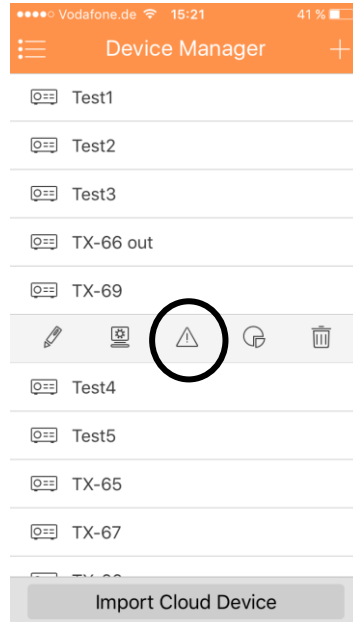 Vodafone.de 15:21 41 %
Device Manager
Test1
Test2
Test3
TX-66 out
TX-69
Test4
Test5
TX-65
TX-67
Import Cloud Device